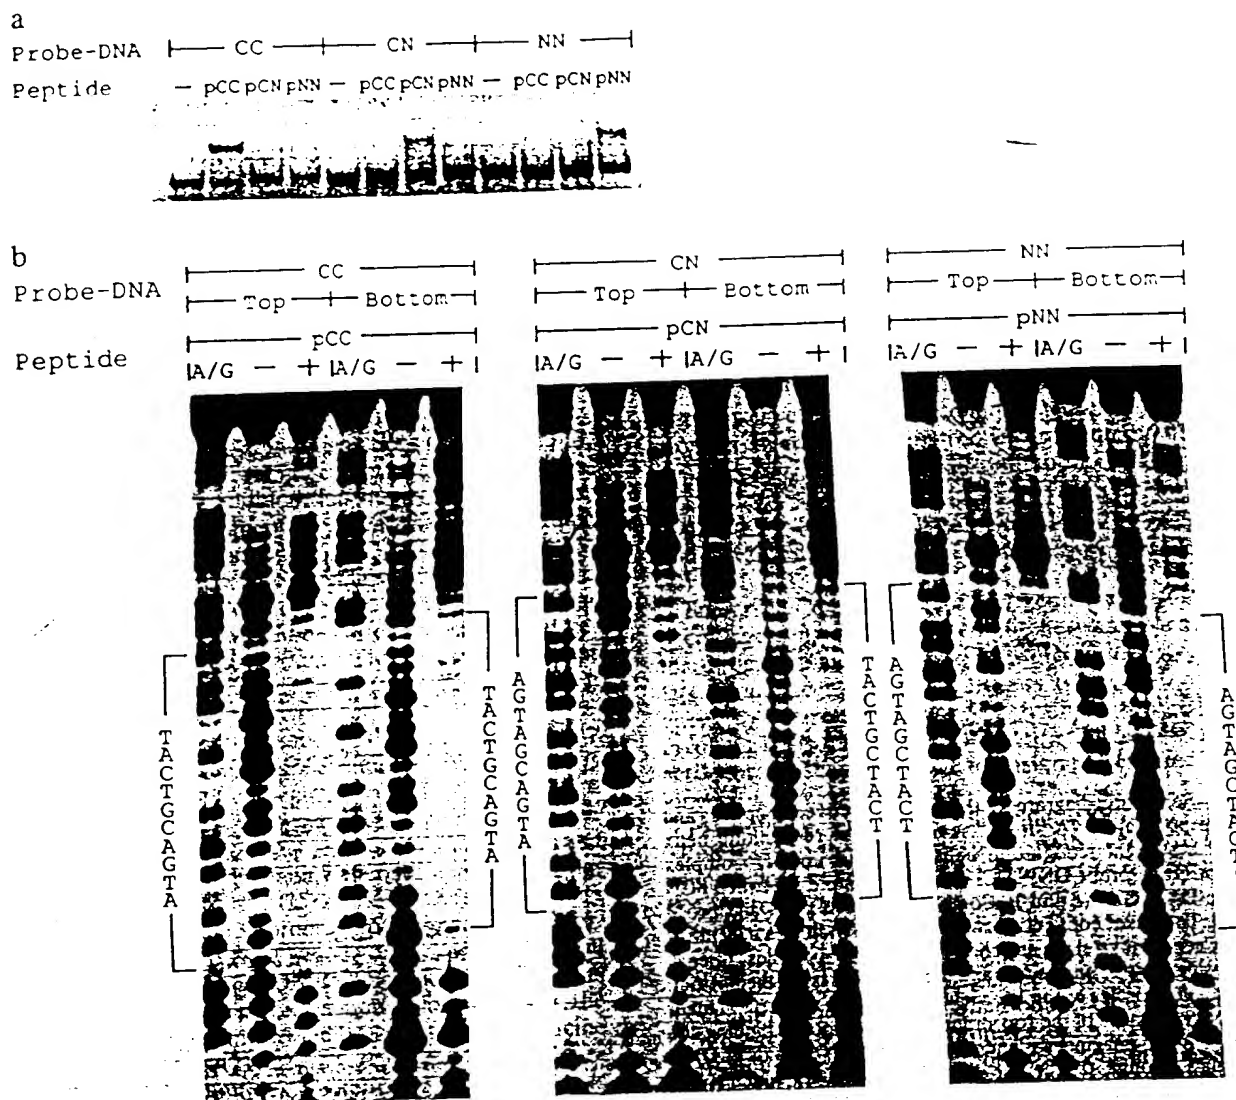 a
Probe-DNA CC CN NN
Peptide — pCC pCN pNN — pCC pCN pNN — pCC pCN pNN
b
Probe-DNA
CC
Top Bottom
pCC
Peptide
A/G — + A/G — +
CN
Top Bottom
pCN
A/G — + A/G — +
NN
Top Bottom
pNN
A/G — + A/G — +
TACTGCAGTA
TACTGCAGTA
AGTAGCAGTA
TACTGCTACT
AGTAGCTACT
AGTAGCTACT